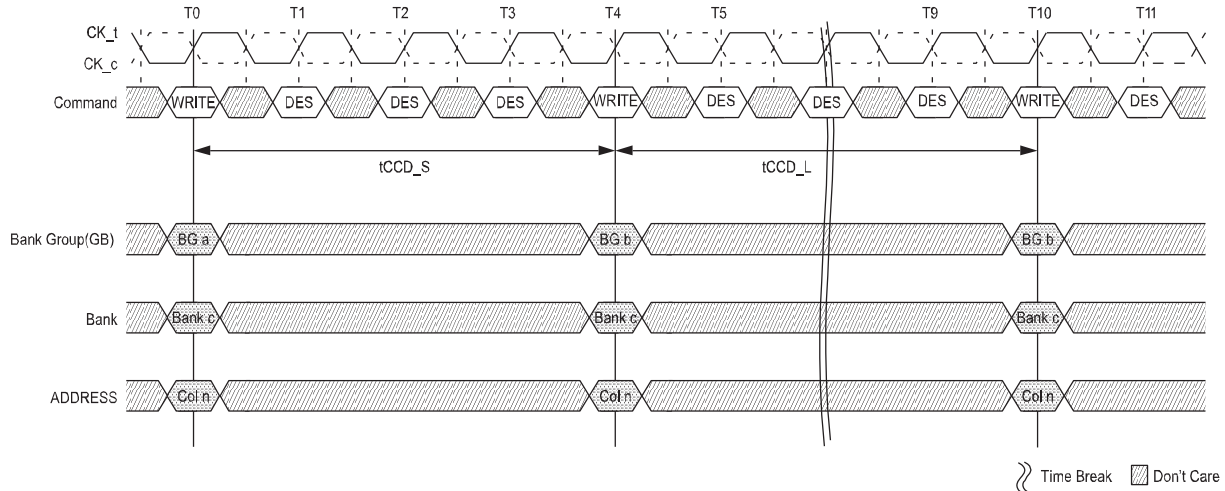 T0 T1 T2 T3 T4 T5 T9 T10 T11
CK_t
CK_c
Command WRITE DES DES DES WRITE DES DES DES WRITE DES
tCCD_S tCCD_L
Bank Group(GB) BG a BG b BG b
Bank Bank c Bank c Bank c
ADDRESS Col n Col n Col n
Time Break Don't Care